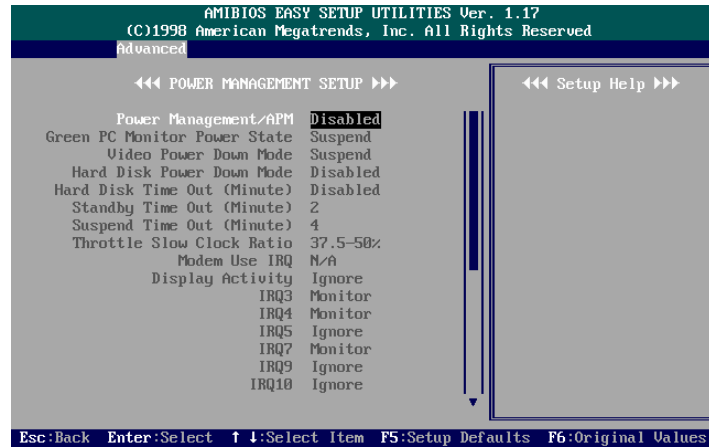 AMIBIOS EASY SETUP UTILITIES Ver. 1.17
(C)1998 American Megatrends, Inc. All Rights Reserved
Advanced
POWER MANAGEMENT SETUP
Setup Help
Power Management/APM Disabled
Green PC Monitor Power State Suspend
Video Power Down Mode Suspend
Hard Disk Power Down Mode Disabled
Hard Disk Time Out (Minute) Disabled
Standby Time Out (Minute) 2
Suspend Time Out (Minute) 4
Throttle Slow Clock Ratio 37.5-50%
Modem Use IRQ N/A
Display Activity Ignore
IRQ3 Monitor
IRQ4 Monitor
IRQ5 Ignore
IRQ7 Monitor
IRQ9 Ignore
IRQ10 Ignore
Esc:Back Enter:Select ↑ ↓:Select Item F5:Setup Defaults F6:Original Values